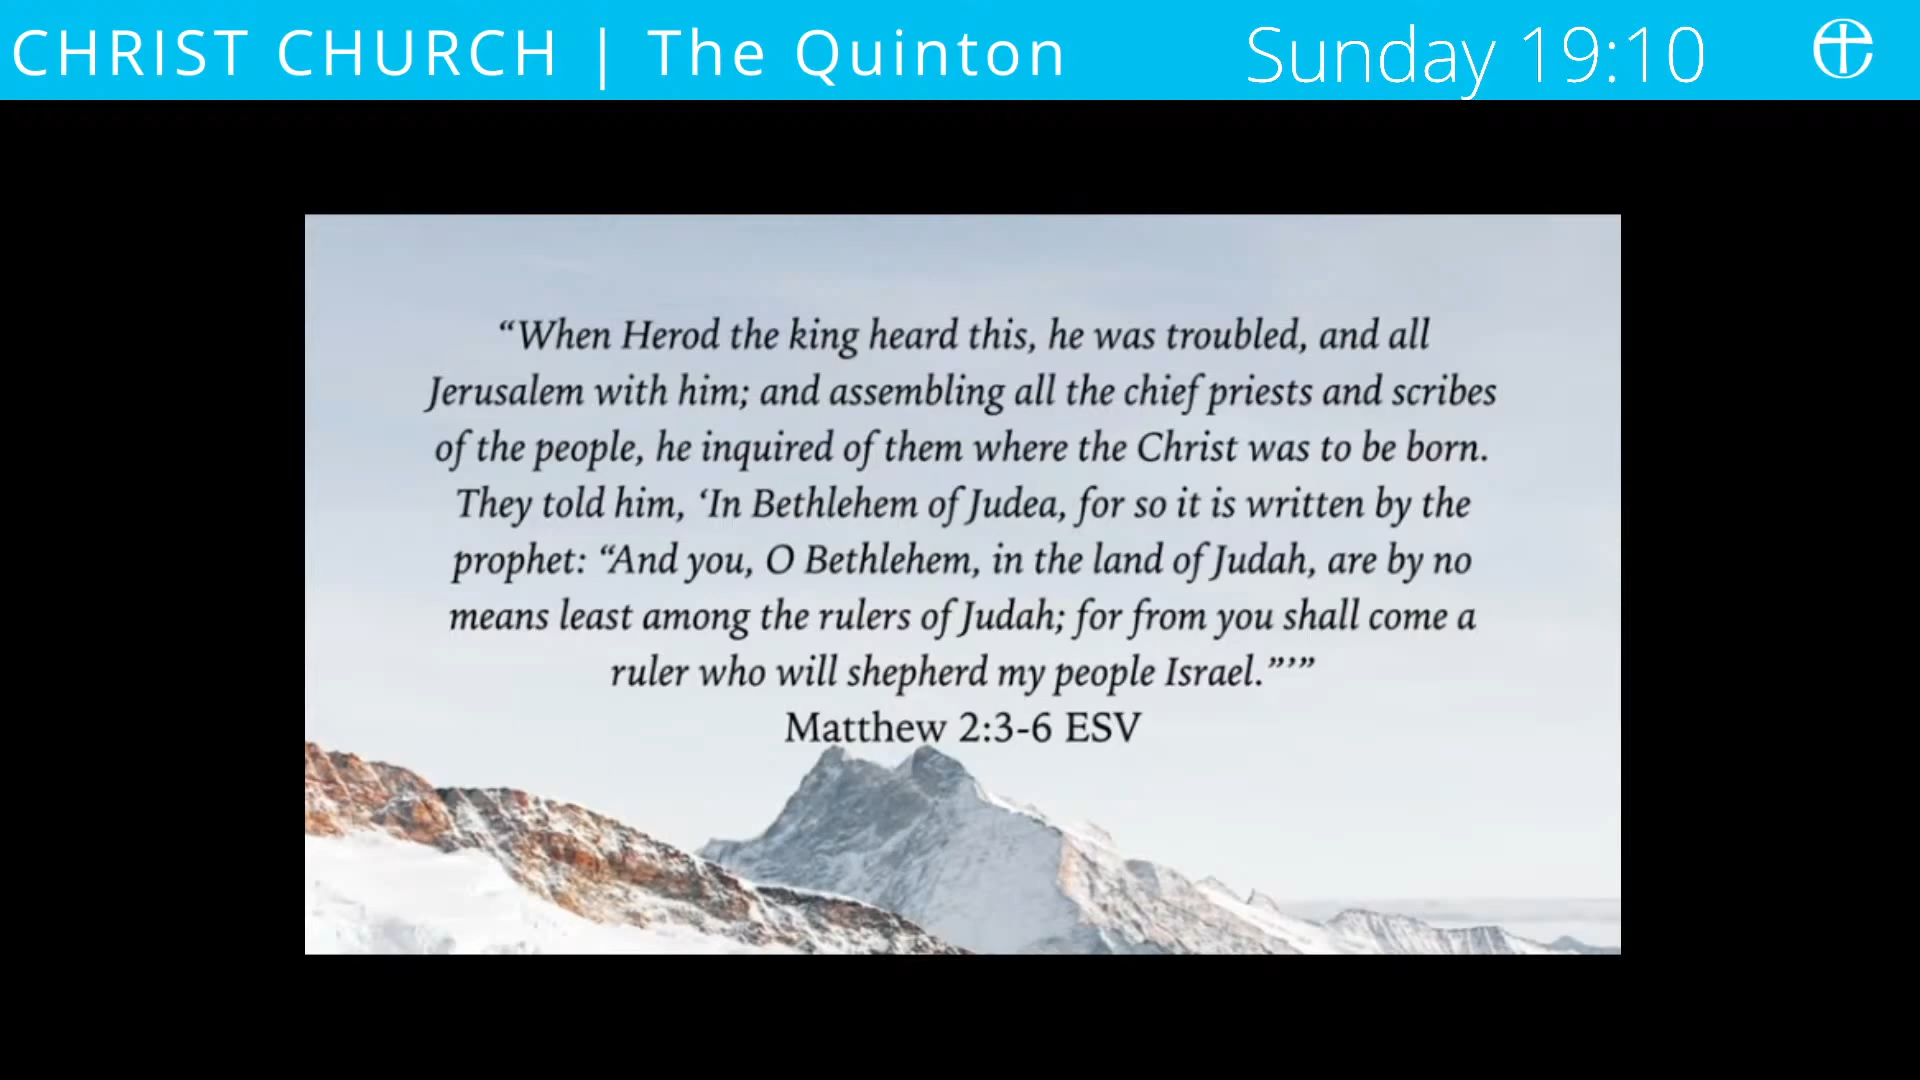 CHRIST CHURCH | The Quinton
Sunday 19:10
“When Herod the king heard this, he was troubled, and all
Jerusalem with him; and assembling all the chief priests and scribes
of the people, he inquired of them where the Christ was to be born.
They told him, ‘In Bethlehem of Judea, for so it is written by the
prophet: “And you, O Bethlehem, in the land of Judah, are by no
means least among the rulers of Judah; for from you shall come a
ruler who will shepherd my people Israel.”’”
Matthew 2:3-6 ESV